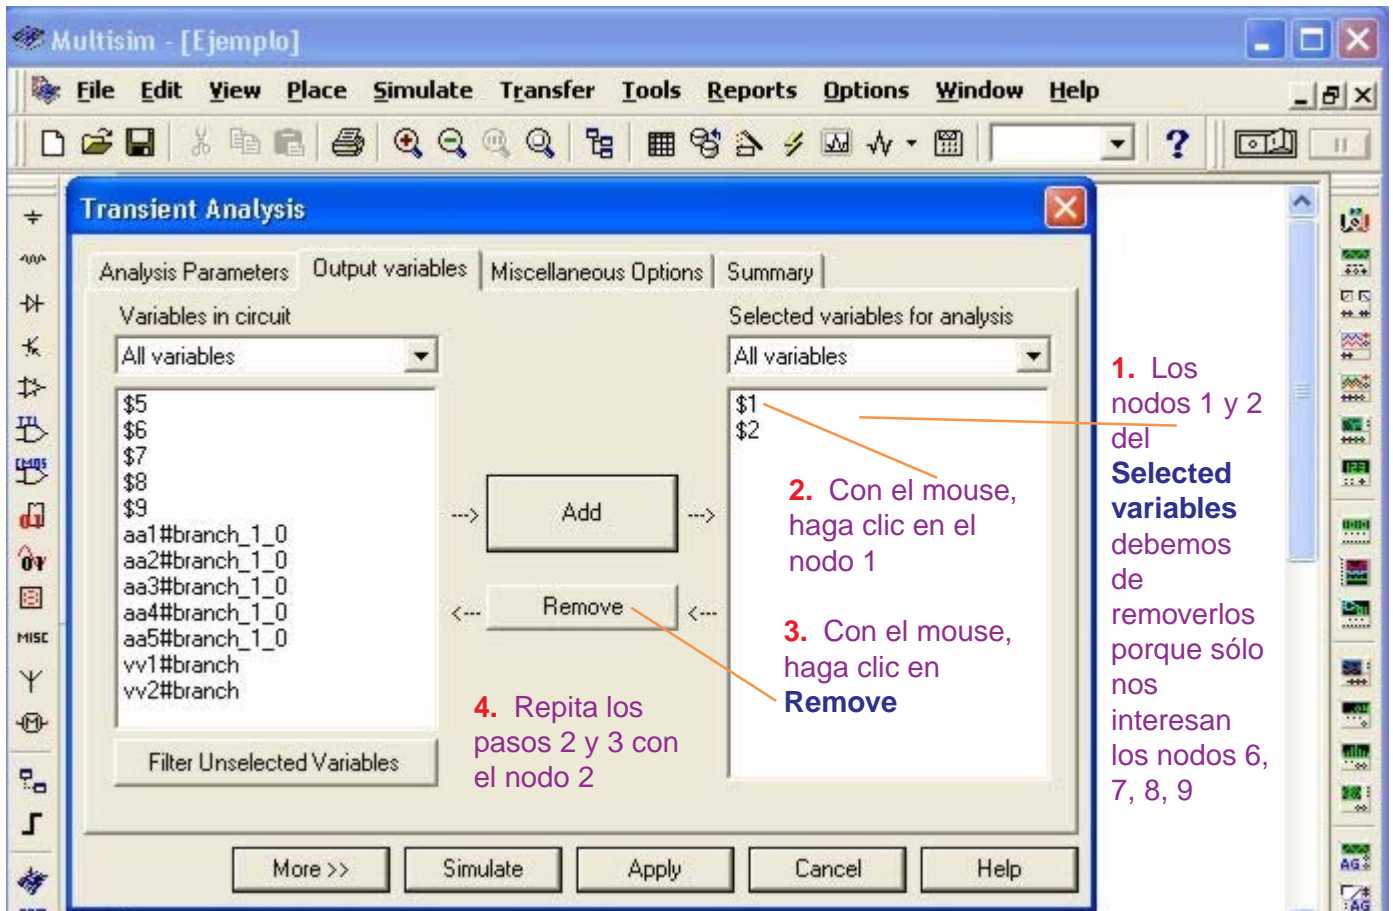 Multisim - [Ejemplo]
File Edit View Place Simulate Transfer Tools Reports Options Window Help
Transient Analysis
Analysis Parameters Output variables Miscellaneous Options Summary
Variables in circuit
All variables
$5
$6
$7
$8
$9
aa1#branch_1_0
aa2#branch_1_0
aa3#branch_1_0
aa4#branch_1_0
aa5#branch_1_0
vv1#branch
vv2#branch
Filter Unselected Variables
---> Add --->
<--- Remove <---
Selected variables for analysis
All variables
$1
$2
1. Los
nodos 1 y 2
del
Selected
variables
debemos
de
removerlos
porque sólo
nos
interesan
los nodos 6,
7, 8, 9
2. Con el mouse,
haga clic en el
nodo 1
3. Con el mouse,
haga clic en
Remove
4. Repita los
pasos 2 y 3 con
el nodo 2
More >> Simulate Apply Cancel Help
TTL
CMOS
MISC
M
AG
AG